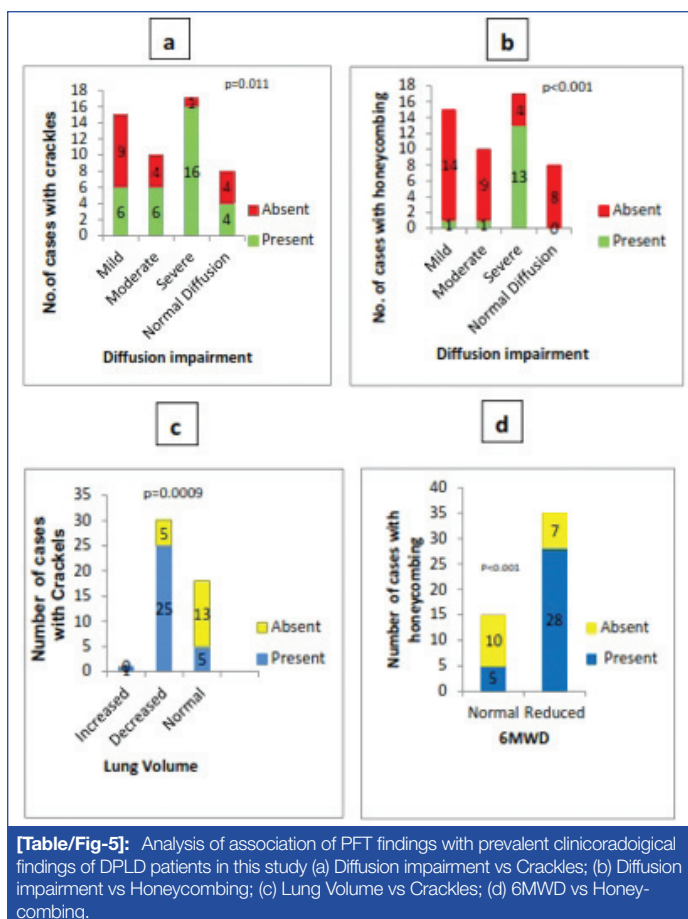 a
b
p=0.011
No.of cases with crackles
18
16
14
12
10
8
6
4
2
0
9
6
4
6
1
16
4
4
Absent
Present
Mild
Moderate
Severe
Normal Diffusion
Diffusion impairment
p<0.001
No. of cases with honeycombing
18
16
14
12
10
8
6
4
2
0
14
1
9
1
4
13
8
0
Absent
Present
Mild
Moderate
Severe
Normal Diffusion
Diffusion impairment
c
d
p=0.0009
Number of cases
with Crackels
35
30
25
20
15
10
5
0
0
1
5
25
13
5
Absent
Present
Increased
Decreased
Normal
Lung Volume
P<0.001
Number of cases with
honeycombing
40
35
30
25
20
15
10
5
0
10
5
7
28
Absent
Present
Normal Reduced
6MWD
[Table/Fig-5]: Analysis of association of PFT findings with prevalent clinicoradoigical
findings of DPLD patients in this study (a) Diffusion impairment vs Crackles; (b) Diffusion
impairment vs Honeycombing; (c) Lung Volume vs Crackles; (d) 6MWD vs Honey-
combing.